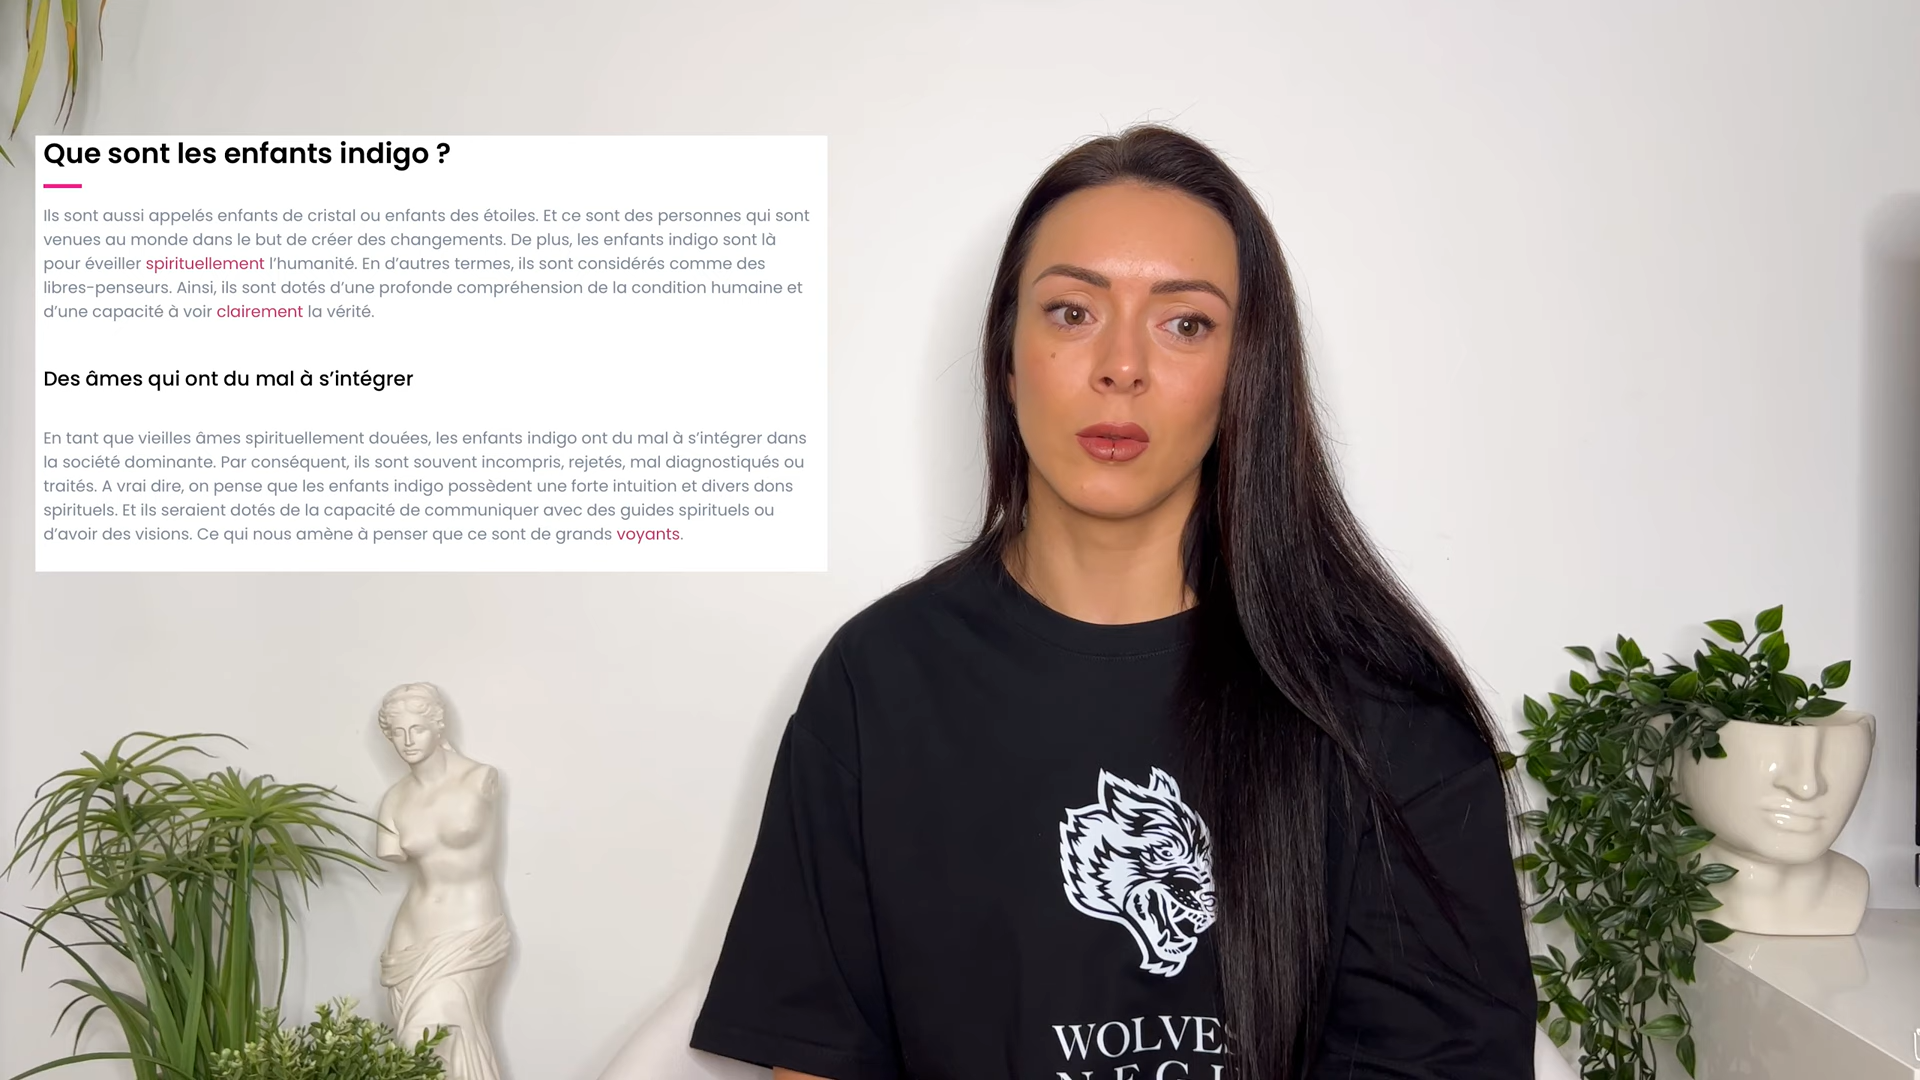 Que sont les enfants indigo ?
Ils sont aussi appelés enfants de cristal ou enfants des étoiles. Et ce sont des personnes qui sont
venues au monde dans le but de créer des changements. De plus, les enfants indigo sont là
pour éveiller spirituellement l’humanité. En d’autres termes, ils sont considérés comme des
libres-penseurs. Ainsi, ils sont dotés d’une profonde compréhension de la condition humaine et
d’une capacité à voir clairement la vérité.
Des âmes qui ont du mal à s’intégrer
En tant que vieilles âmes spirituellement douées, les enfants indigo ont du mal à s’intégrer dans
la société dominante. Par conséquent, ils sont souvent incompris, rejetés, mal diagnostiqués ou
traités. A vrai dire, on pense que les enfants indigo possèdent une forte intuition et divers dons
spirituels. Et ils seraient dotés de la capacité de communiquer avec des guides spirituels ou
d’avoir des visions. Ce qui nous amène à penser que ce sont de grands voyants.
WOLVES